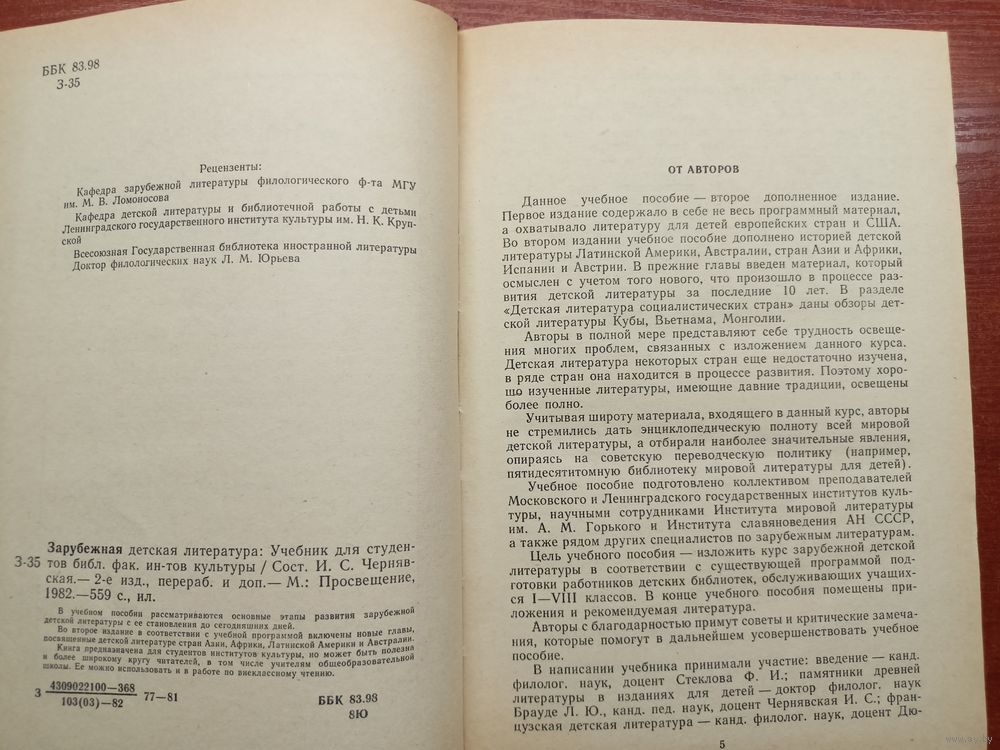 ББК 83.98
З-35
Рецензенты:
Кафедра зарубежной литературы филологического ф-та МГУ
им. М. В. Ломоносова
Кафедра детской литературы и библиотечной работы с детьми
Ленинградского государственного института культуры им. Н. К. Круп-
ской
Всесоюзная Государственная библиотека иностранной литературы
Доктор филологических наук Л. М. Юрьева
Зарубежная детская литература: Учебник для студен-
З-35 тов библ. фак. ин-тов культуры / Сост. И. С. Черняв-
ская.— 2-е изд., перераб. и доп.— М.: Просвещение,
1982.—559 с., ил.
В учебном пособии рассматриваются основные этапы развития зарубежной
детской литературы с ее становления до сегодняшних дней.
Во второе издание в соответствии с учебной программой включены новые главы,
посвященные детской литературе стран Азии, Африки, Латинской Америки и Австралии.
Книга предназначена для студентов институтов культуры, но может быть полезна
и более широкому кругу читателей, в том числе учителям общеобразовательной
школы. Ее можно использовать и в работе по внеклассному чтению.
З 4309022100—368
103(03)—82 77—81
ББК 83.98
8Ю
ОТ АВТОРОВ
Данное учебное пособие — второе дополненное издание.
Первое издание содержало в себе не весь программный материал,
а охватывало литературу для детей европейских стран и США.
Во втором издании учебное пособие дополнено историей детской
литературы Латинской Америки, Австралии, стран Азии и Африки,
Испании и Австрии. В прежние главы введен материал, который
осмыслен с учетом того нового, что произошло в процессе раз-
вития детской литературы за последние 10 лет. В разделе
«Детская литература социалистических стран» даны обзоры дет-
ской литературы Кубы, Вьетнама, Монголии.
Авторы в полной мере представляют себе трудность освеще-
ния многих проблем, связанных с изложением данного курса.
Детская литература некоторых стран еще недостаточно изучена,
в ряде стран она находится в процессе развития. Поэтому хоро-
шо изученные литературы, имеющие давние традиции, освещены
более полно.
Учитывая широту материала, входящего в данный курс, авторы
не стремились дать энциклопедическую полноту всей мировой
детской литературы, а отбирали наиболее значительные явления,
опираясь на советскую переводческую политику (например,
пятидесятитомную библиотеку мировой литературы для детей).
Учебное пособие подготовлено коллективом преподавателей
Московского и Ленинградского государственных институтов куль-
туры, научными сотрудниками Института мировой литературы
им. А. М. Горького и Института славяноведения АН СССР,
а также рядом других специалистов по зарубежным литературам.
Цель учебного пособия — изложить курс зарубежной детской
литературы в соответствии с существующей программой под-
готовки работников детских библиотек, обслуживающих учащих-
ся I—VIII классов. В конце учебного пособия помещены при-
ложения и рекомендуемая литература.
Авторы с благодарностью примут советы и критические замеча-
ния, которые помогут в дальнейшем усовершенствовать учебное
пособие.
В написании учебника принимали участие: введение — канд.
филолог. наук, доцент Стеклова Ф. И.; памятники древней
литературы в изданиях для детей — доктор филолог. наук
Брауде Л. Ю., канд. пед. наук, доцент Чернявская И. С.; фран-
цузская детская литература — канд. филолог. наук, доцент Дю-
5